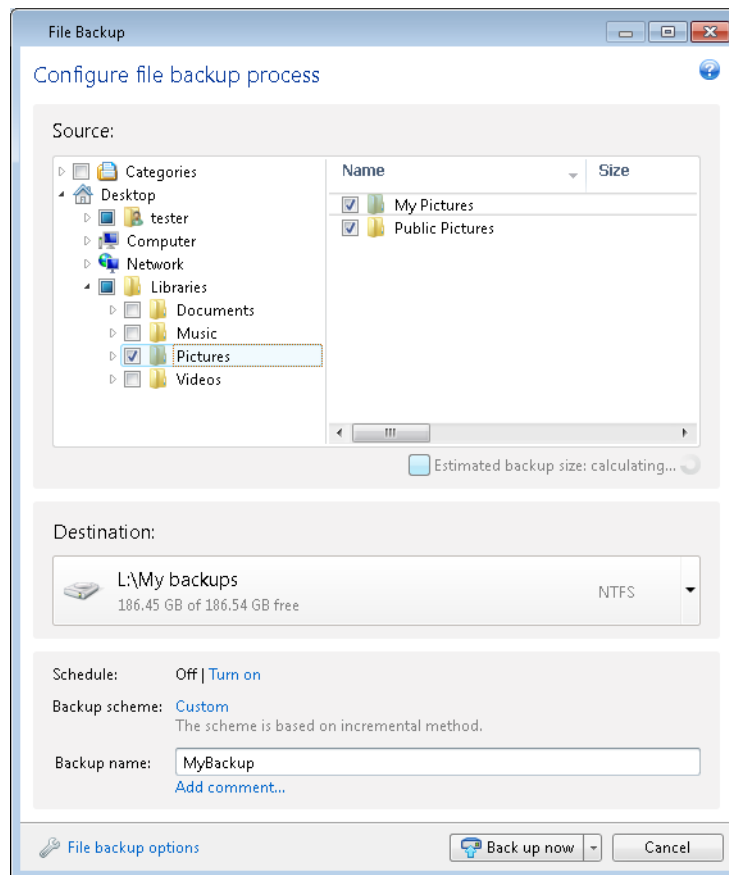 File Backup
Configure file backup process
Source:
Categories
Desktop
tester
Computer
Network
Libraries
Documents
Music
Pictures
Videos
Name Size
My Pictures
Public Pictures
Estimated backup size: calculating...
Destination:
L:\My backups
186.45 GB of 186.54 GB free
NTFS
Schedule: Off | Turn on
Backup scheme: Custom
The scheme is based on incremental method.
Backup name: MyBackup
Add comment...
File backup options Back up now Cancel